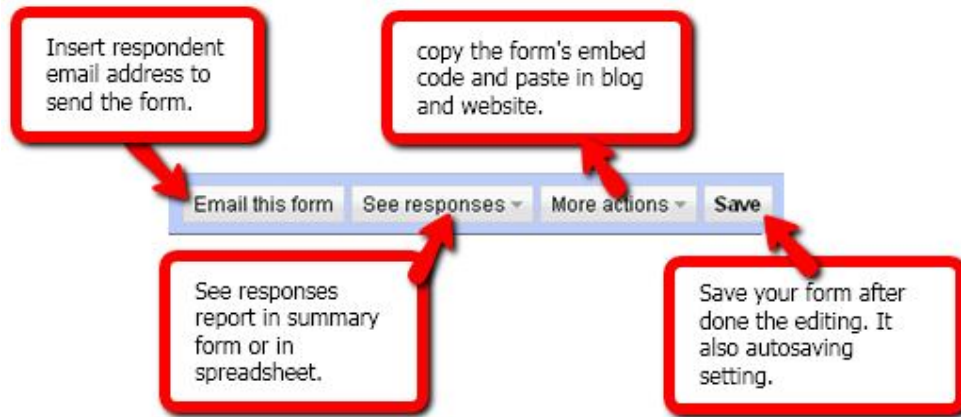 Insert respondent
email address to
send the form.
copy the form's embed
code and paste in blog
and website.
Email this form See responses More actions Save
See responses
report in summary
form or in
spreadsheet.
Save your form after
done the editing. It
also autosaving
setting.